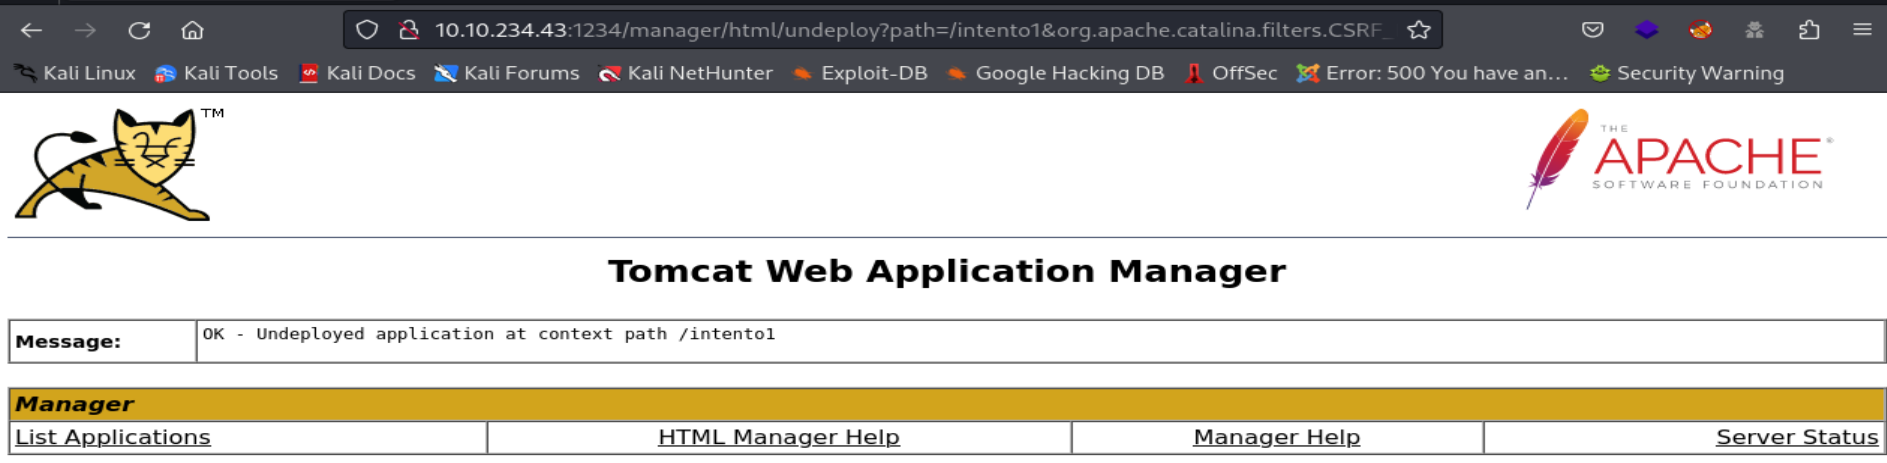 10.10.234.43:1234/manager/html/undeploy?path=/intento1&org.apache.catalina.filters.CSRF_
Kali Linux Kali Tools Kali Docs Kali Forums Kali NetHunter Exploit-DB Google Hacking DB OffSec Error: 500 You have an... Security Warning
TM
THE
APACHE®
SOFTWARE FOUNDATION
Tomcat Web Application Manager
Message: OK - Undeployed application at context path /intento1
Manager
List Applications HTML Manager Help Manager Help Server Status